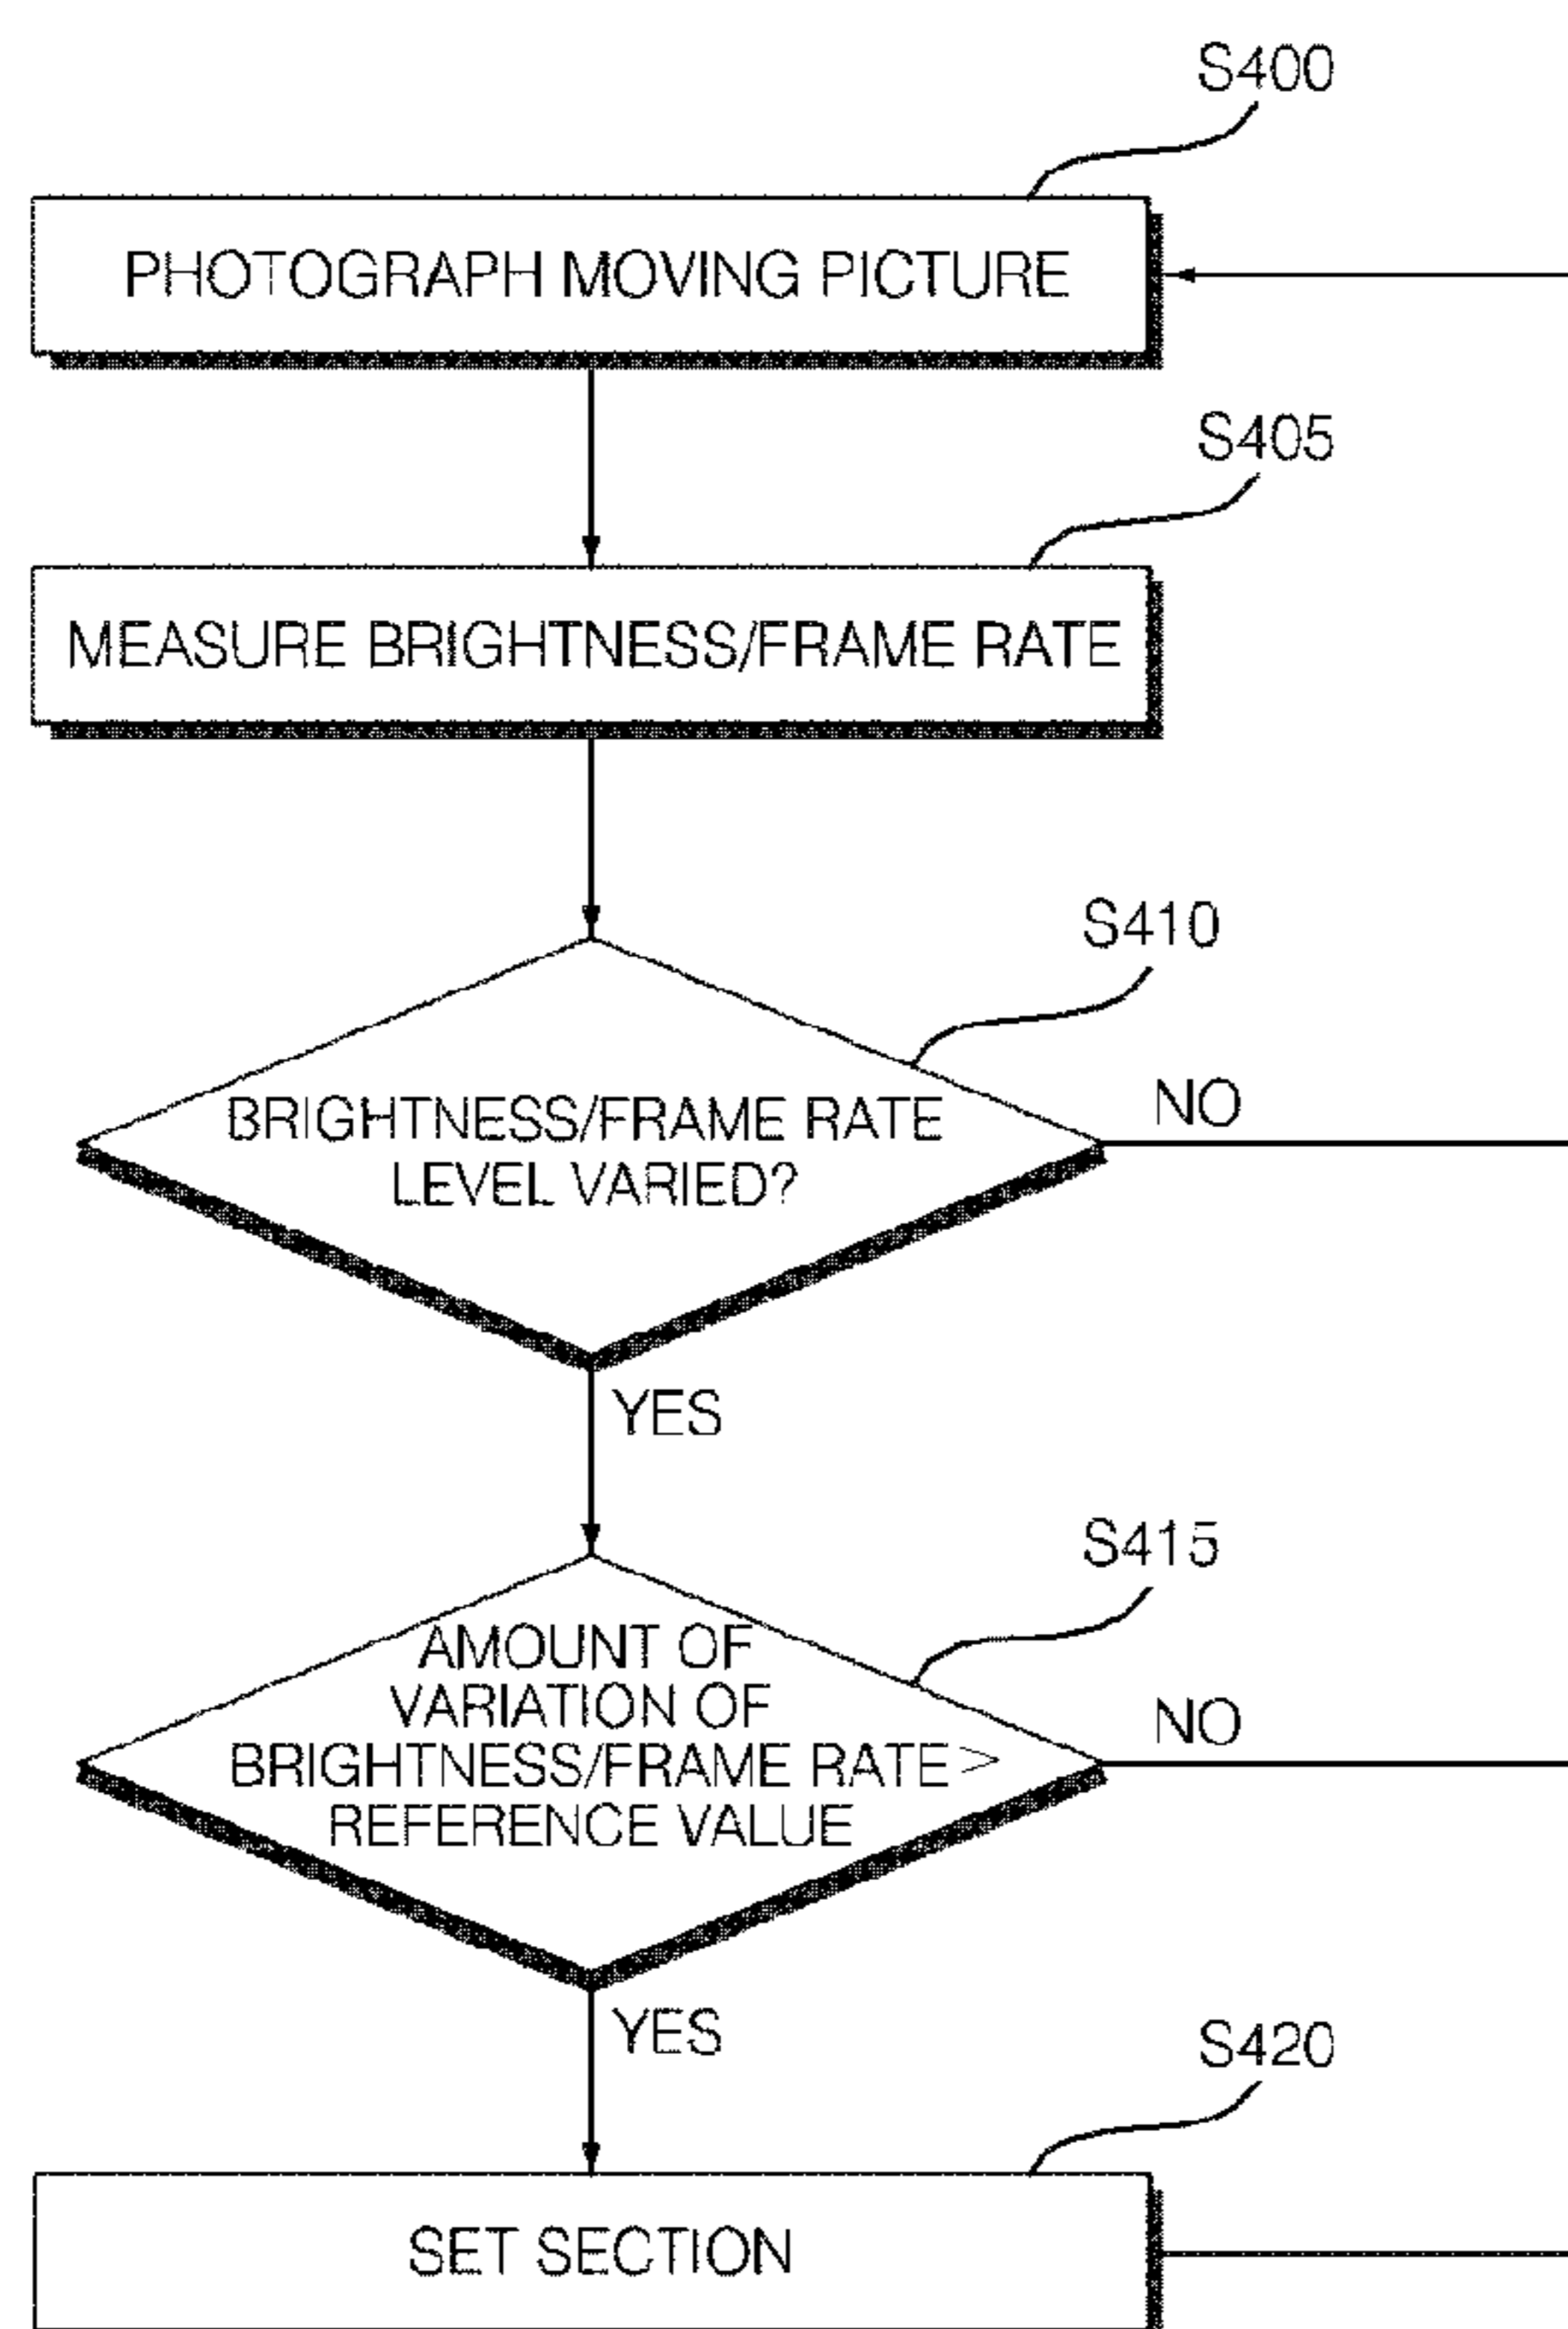 S400
PHOTOGRAPH MOVING PICTURE
S405
MEASURE BRIGHTNESS/FRAME RATE
S410
BRIGHTNESS/FRAME RATE
LEVEL VARIED?
NO
YES
S415
AMOUNT OF
VARIATION OF
BRIGHTNESS/FRAME RATE >
REFERENCE VALUE
NO
YES
S420
SET SECTION